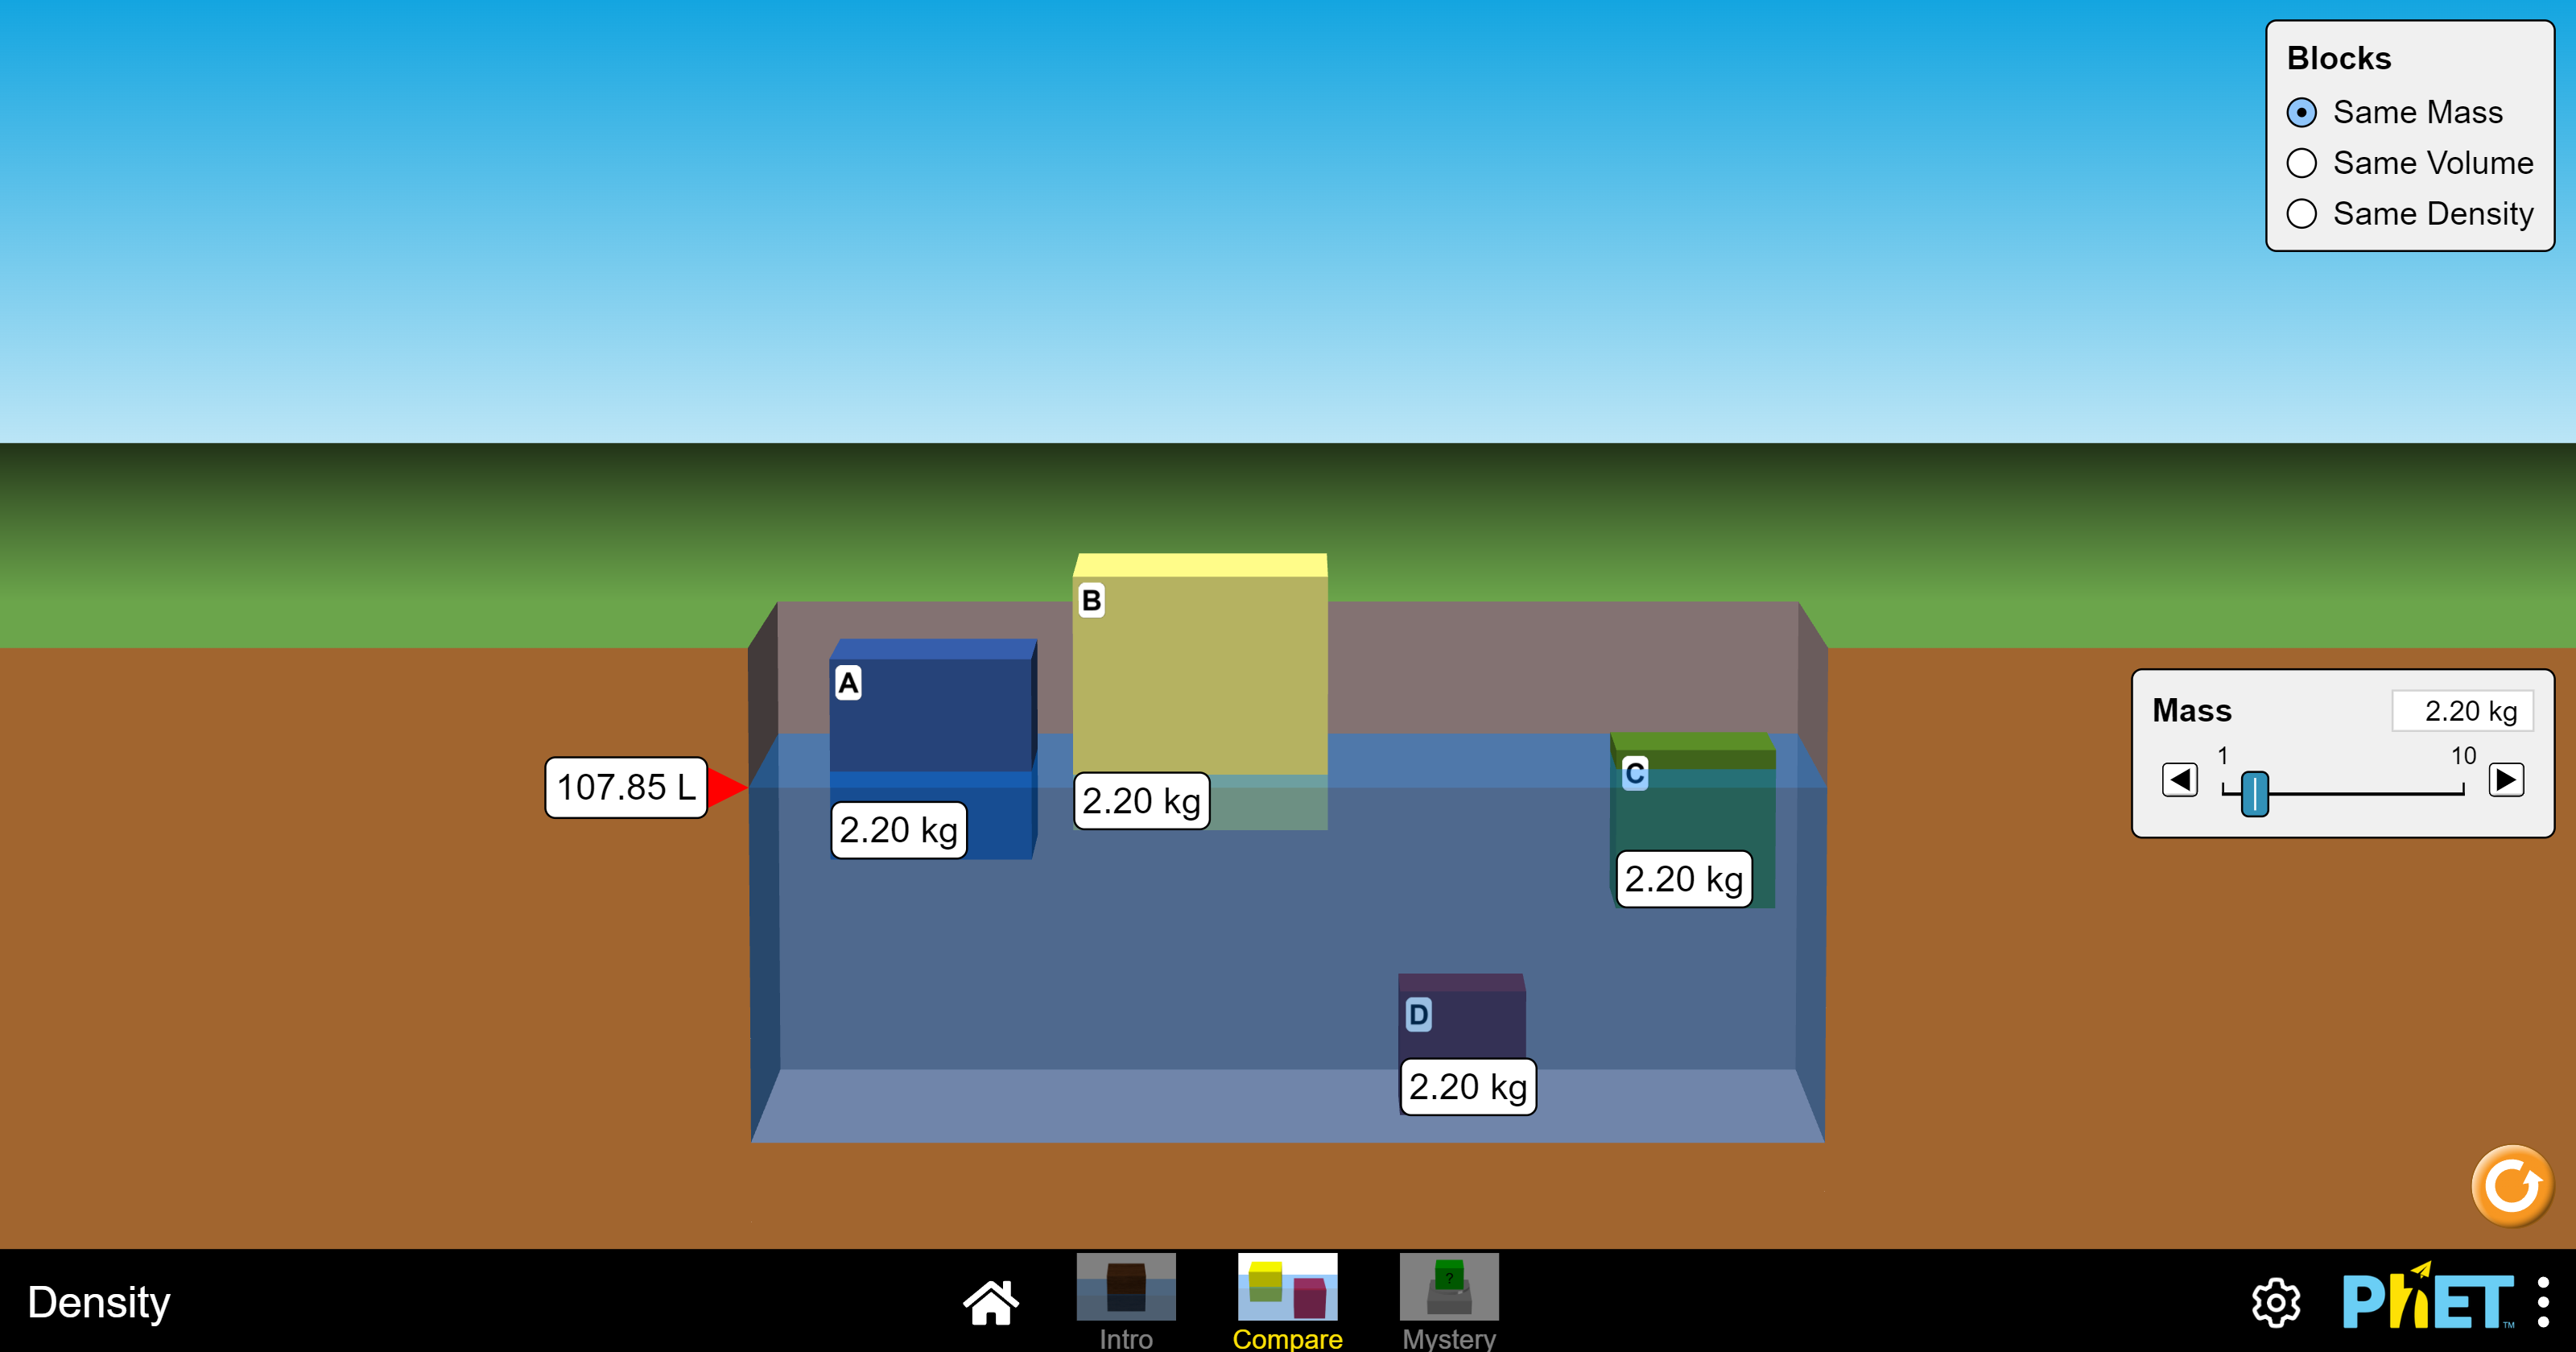 Blocks
Same Mass
Same Volume
Same Density
B
A
C
107.85 L
2.20 kg
2.20 kg
2.20 kg
D
2.20 kg
Mass
2.20 kg
1
10
Density
Intro
Compare
?
Mystery
PhET™